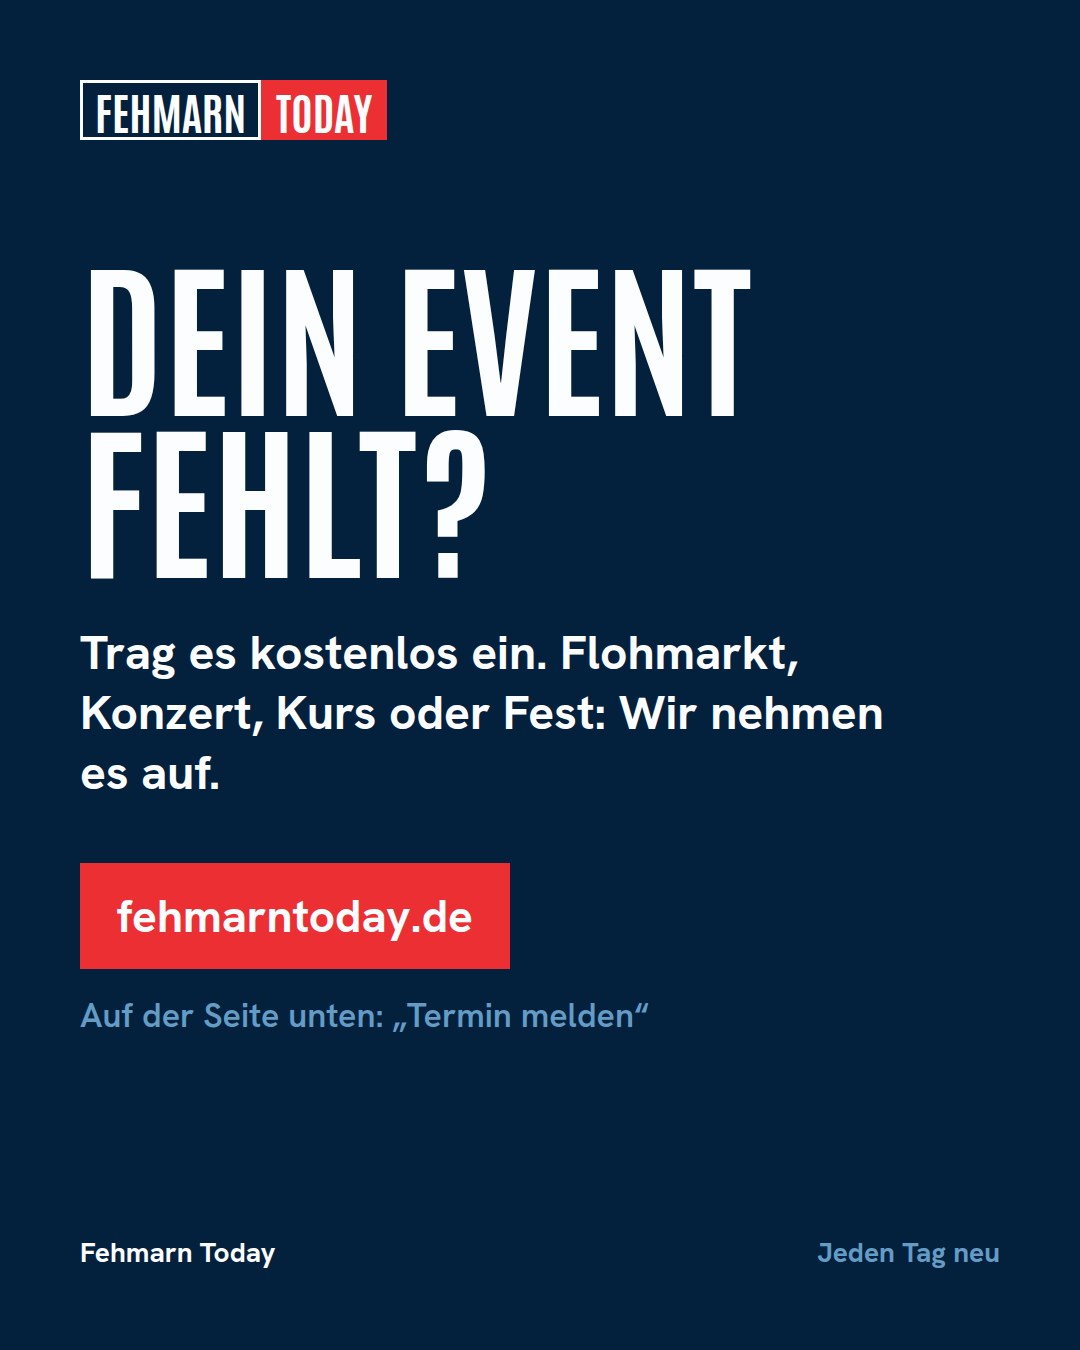 FEHMARN TODAY
DEIN EVENT
FEHLT?
Trag es kostenlos ein. Flohmarkt,
Konzert, Kurs oder Fest: Wir nehmen
es auf.
fehmarntoday.de
Auf der Seite unten: „Termin melden“
Fehmarn Today
Jeden Tag neu